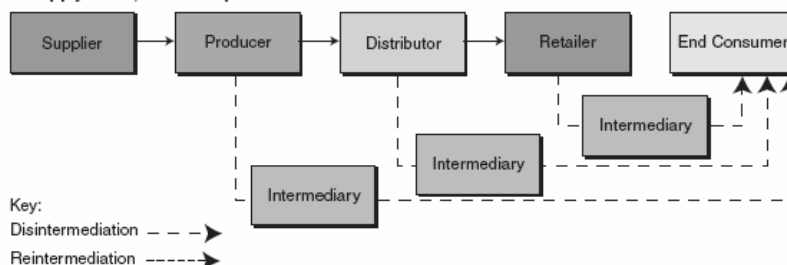 Supplier
Producer
Distributor
Retailer
End Consumer
Intermediary
Intermediary
Intermediary
Key:
Disintermediation
Reintermediation